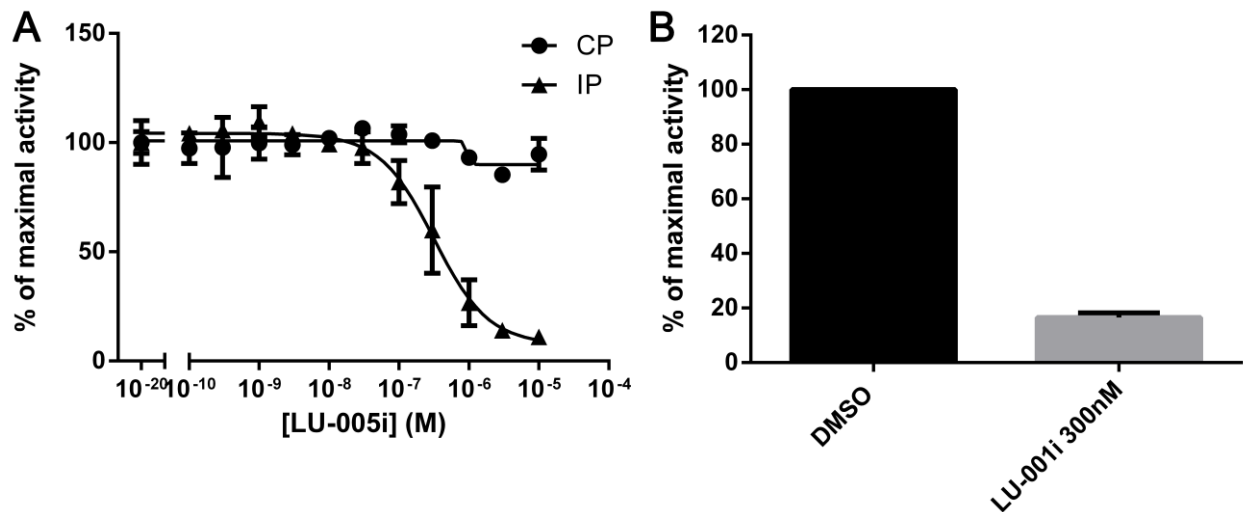 A
% of maximal activity
150
100
50
0
CP
IP
10-20
10-10
10-9
10-8
10-7
10-6
10-5
10-4
[LU-005i] (M)
B
% of maximal activity
120
100
80
60
40
20
0
DMSO
LU-001i 300nM